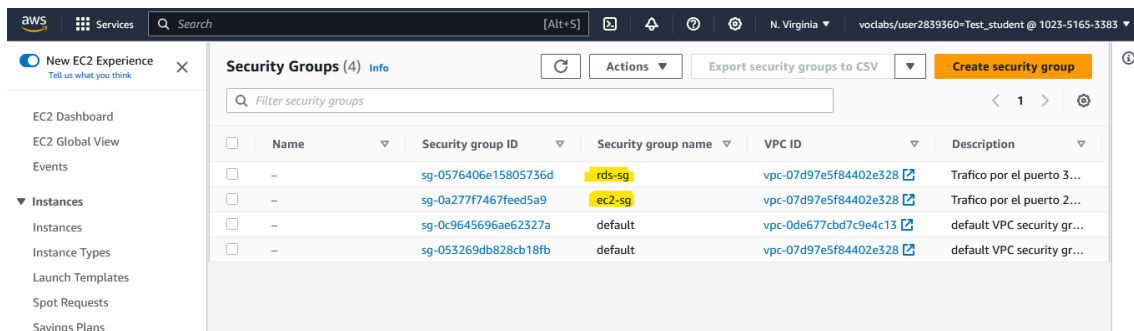 aws Services Search [Alt+S] N. Virginia ▼ voclabs/user2839360=Test_student @ 1023-5165-3383 ▼
New EC2 Experience
Tell us what you think
EC2 Dashboard
EC2 Global View
Events
▼ Instances
Instances
Instance Types
Launch Templates
Spot Requests
Savings Plans
Security Groups (4) Info Actions ▼ Export security groups to CSV ▼ Create security group
Filter security groups < 1 >
Name Security group ID Security group name VPC ID Description
– sg-0576406e15805736d rds-sg vpc-07d97e5f84402e328 Trafico por el puerto 3...
– sg-0a277f7467feed5a9 ec2-sg vpc-07d97e5f84402e328 Trafico por el puerto 2...
– sg-0c9645696ae62327a default vpc-0de677cbd7c9e4c13 default VPC security gr...
– sg-053269db828cb18fb default vpc-07d97e5f84402e328 default VPC security gr...